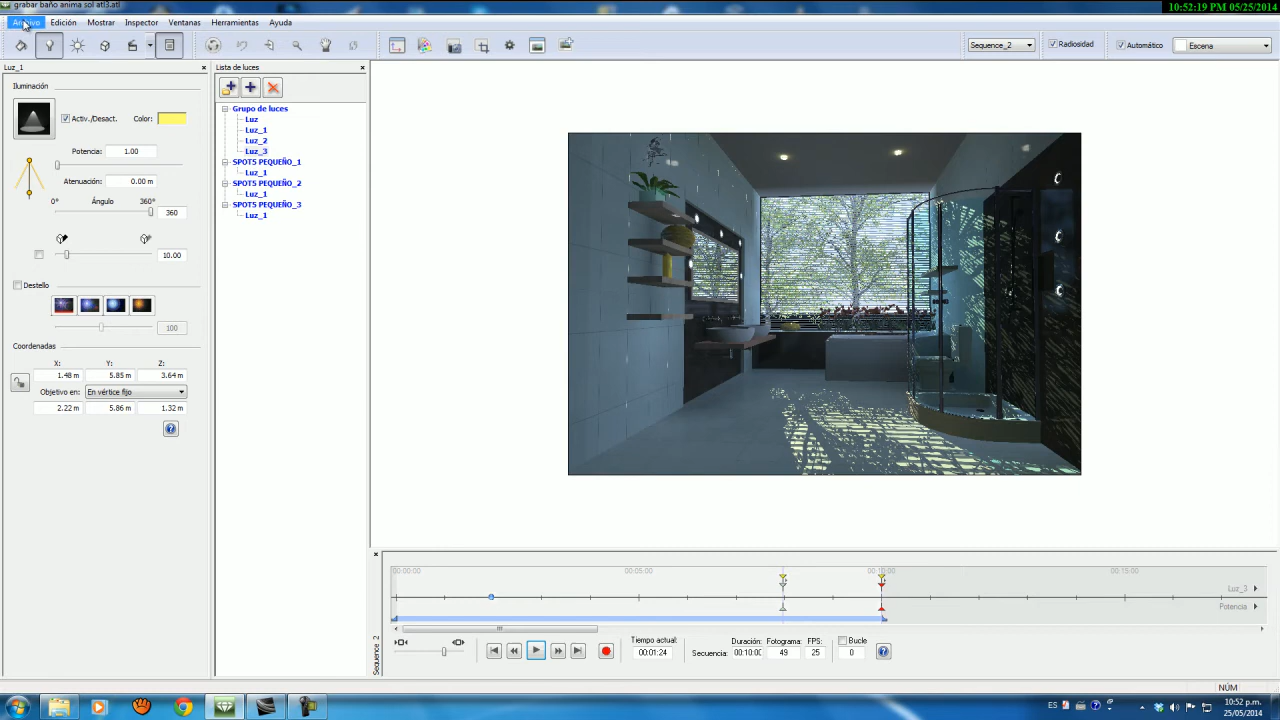 grabar baño anima sol atl3.atl
10:52:19 PM 05/25/2014
Archivo Edición Mostrar Inspector Ventanas Herramientas Ayuda
Sequence_2 Radiosidad Automático Escena
Luz_1
Lista de luces
Iluminación
Activ./Desact. Color:
Potencia: 1.00
Atenuación: 0.00 m
0° Ángulo 360°
360
10.00
Destello
100
Coordenadas
X: Y: Z:
1.48 m 5.85 m 3.64 m
Objetivo en: En vértice fijo
2.22 m 5.86 m 1.32 m
Grupo de luces
Luz
Luz_1
Luz_2
Luz_3
SPOTS PEQUEÑO_1
Luz_1
SPOTS PEQUEÑO_2
Luz_1
SPOTS PEQUEÑO_3
Luz_1
00:00:00 00:05:00 00:10:00 00:15:00
Luz_3
Potencia
Sequence 2
Tiempo actual:
00:01:24
Duración: Fotograma: FPS: Bucle
Secuencia: 00:10:00 49 25 0
NÚM
ES
10:52 p.m.
25/05/2014